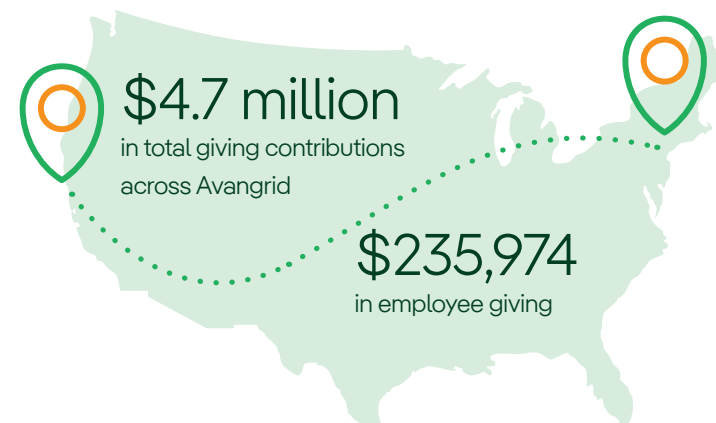 $4.7 million
in total giving contributions
across Avangrid
$235,974
in employee giving